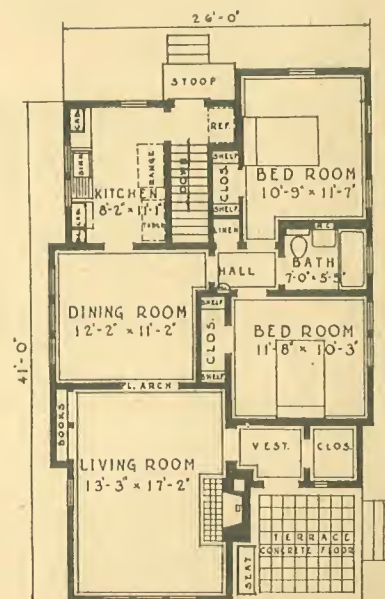 26'-0"
STOOP
CAB.
SINK
RANGE
REF.
SHELF
CLOS.
SHELF
BED ROOM
10'-9" x 11'-7"
KITCHEN
8'-2" x 11'-1"
DOWN
TABLE
LINEN
M.C.
BATH
7'-0" x 5'-5"
HALL
DINING ROOM
12'-2" x 11'-2"
SHELF
CLOS.
SHELF
BED ROOM
11'-8" x 10'-3"
41'-0"
PL. ARCH
BOOKS
VEST.
CLOS.
LIVING ROOM
13'-3" x 17'-2"
TERRACE
CONCRETE FLOOR
SEAT